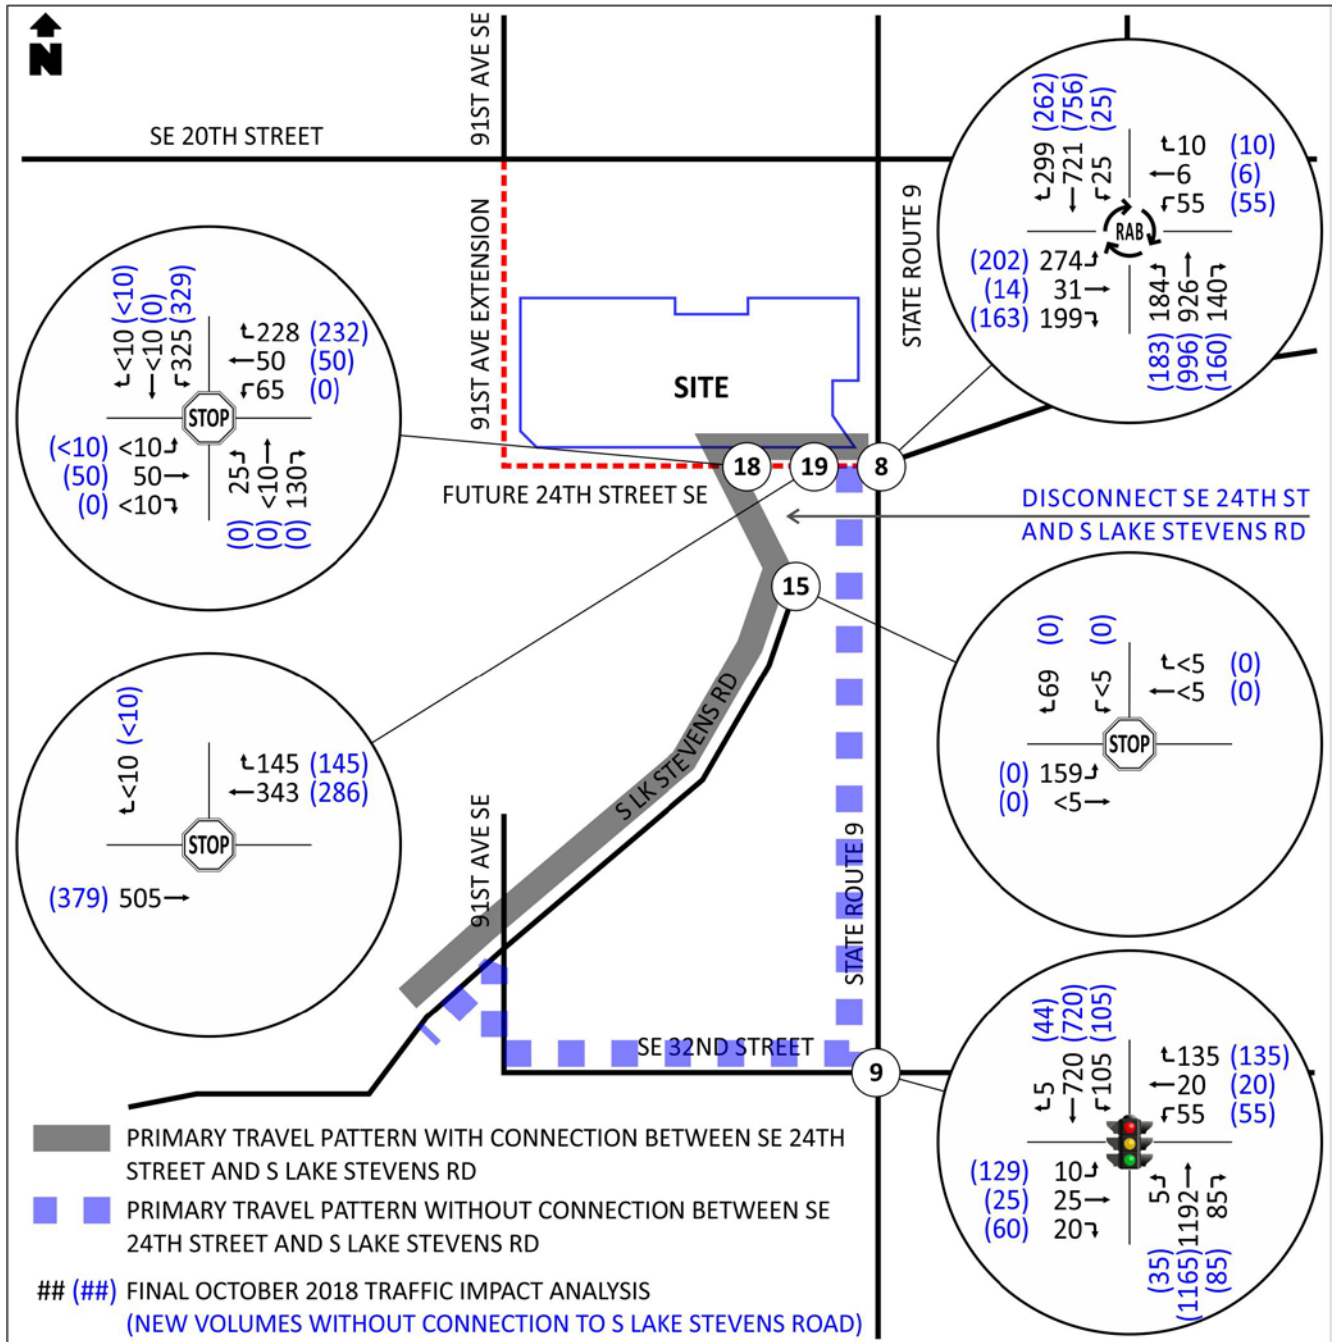 N
91ST AVE SE
SE 20TH STREET
91ST AVE EXTENSION
STATE ROUTE 9
SITE
FUTURE 24TH STREET SE
18
19
8
DISCONNECT SE 24TH ST
AND S LAKE STEVENS RD
15
S LK STEVENS RD
91ST AVE SE
STATE ROUTE 9
SE 32ND STREET
9
(262) (756) (25)
299 721 25
10 (10)
6 (6)
55 (55)
RAB
(202) 274
(14) 31
(163) 199
184 926 140
(183) (996) (160)
(<10) (0) (329)
<10 <10 325
228 (232)
50 (50)
65 (0)
STOP
(<10) <10
(50) 50
(0) <10
25 <10 130
(0) (0) (0)
(<10)
<10
145 (145)
343 (286)
STOP
(379) 505
(0) (0)
69 <5
<5 (0)
<5 (0)
STOP
(0) 159
(0) <5
(44) (720) (105)
5 720 105
135 (135)
20 (20)
55 (55)
(129) 10
(25) 25
(60) 20
5 1192 85
(35) (1165) (85)
PRIMARY TRAVEL PATTERN WITH CONNECTION BETWEEN SE 24TH
STREET AND S LAKE STEVENS RD
PRIMARY TRAVEL PATTERN WITHOUT CONNECTION BETWEEN SE
24TH STREET AND S LAKE STEVENS RD
## (##) FINAL OCTOBER 2018 TRAFFIC IMPACT ANALYSIS
(NEW VOLUMES WITHOUT CONNECTION TO S LAKE STEVENS ROAD)